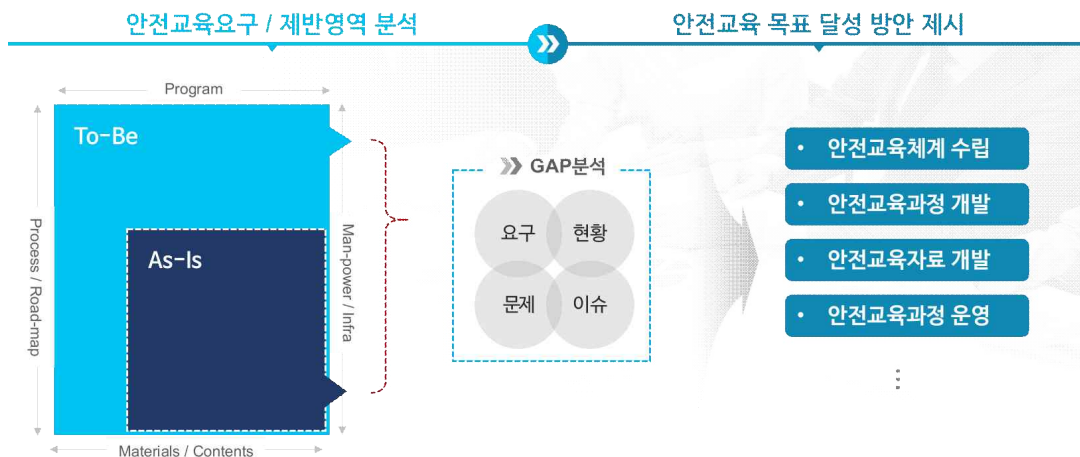 안전교육요구 / 제반영역 분석
안전교육 목표 달성 방안 제시
Program
To-Be
As-Is
Process / Road-map
Man-power / Infra
Materials / Contents
GAP분석
요구
현황
문제
이슈
• 안전교육체계 수립
• 안전교육과정 개발
• 안전교육자료 개발
• 안전교육과정 운영
⋮